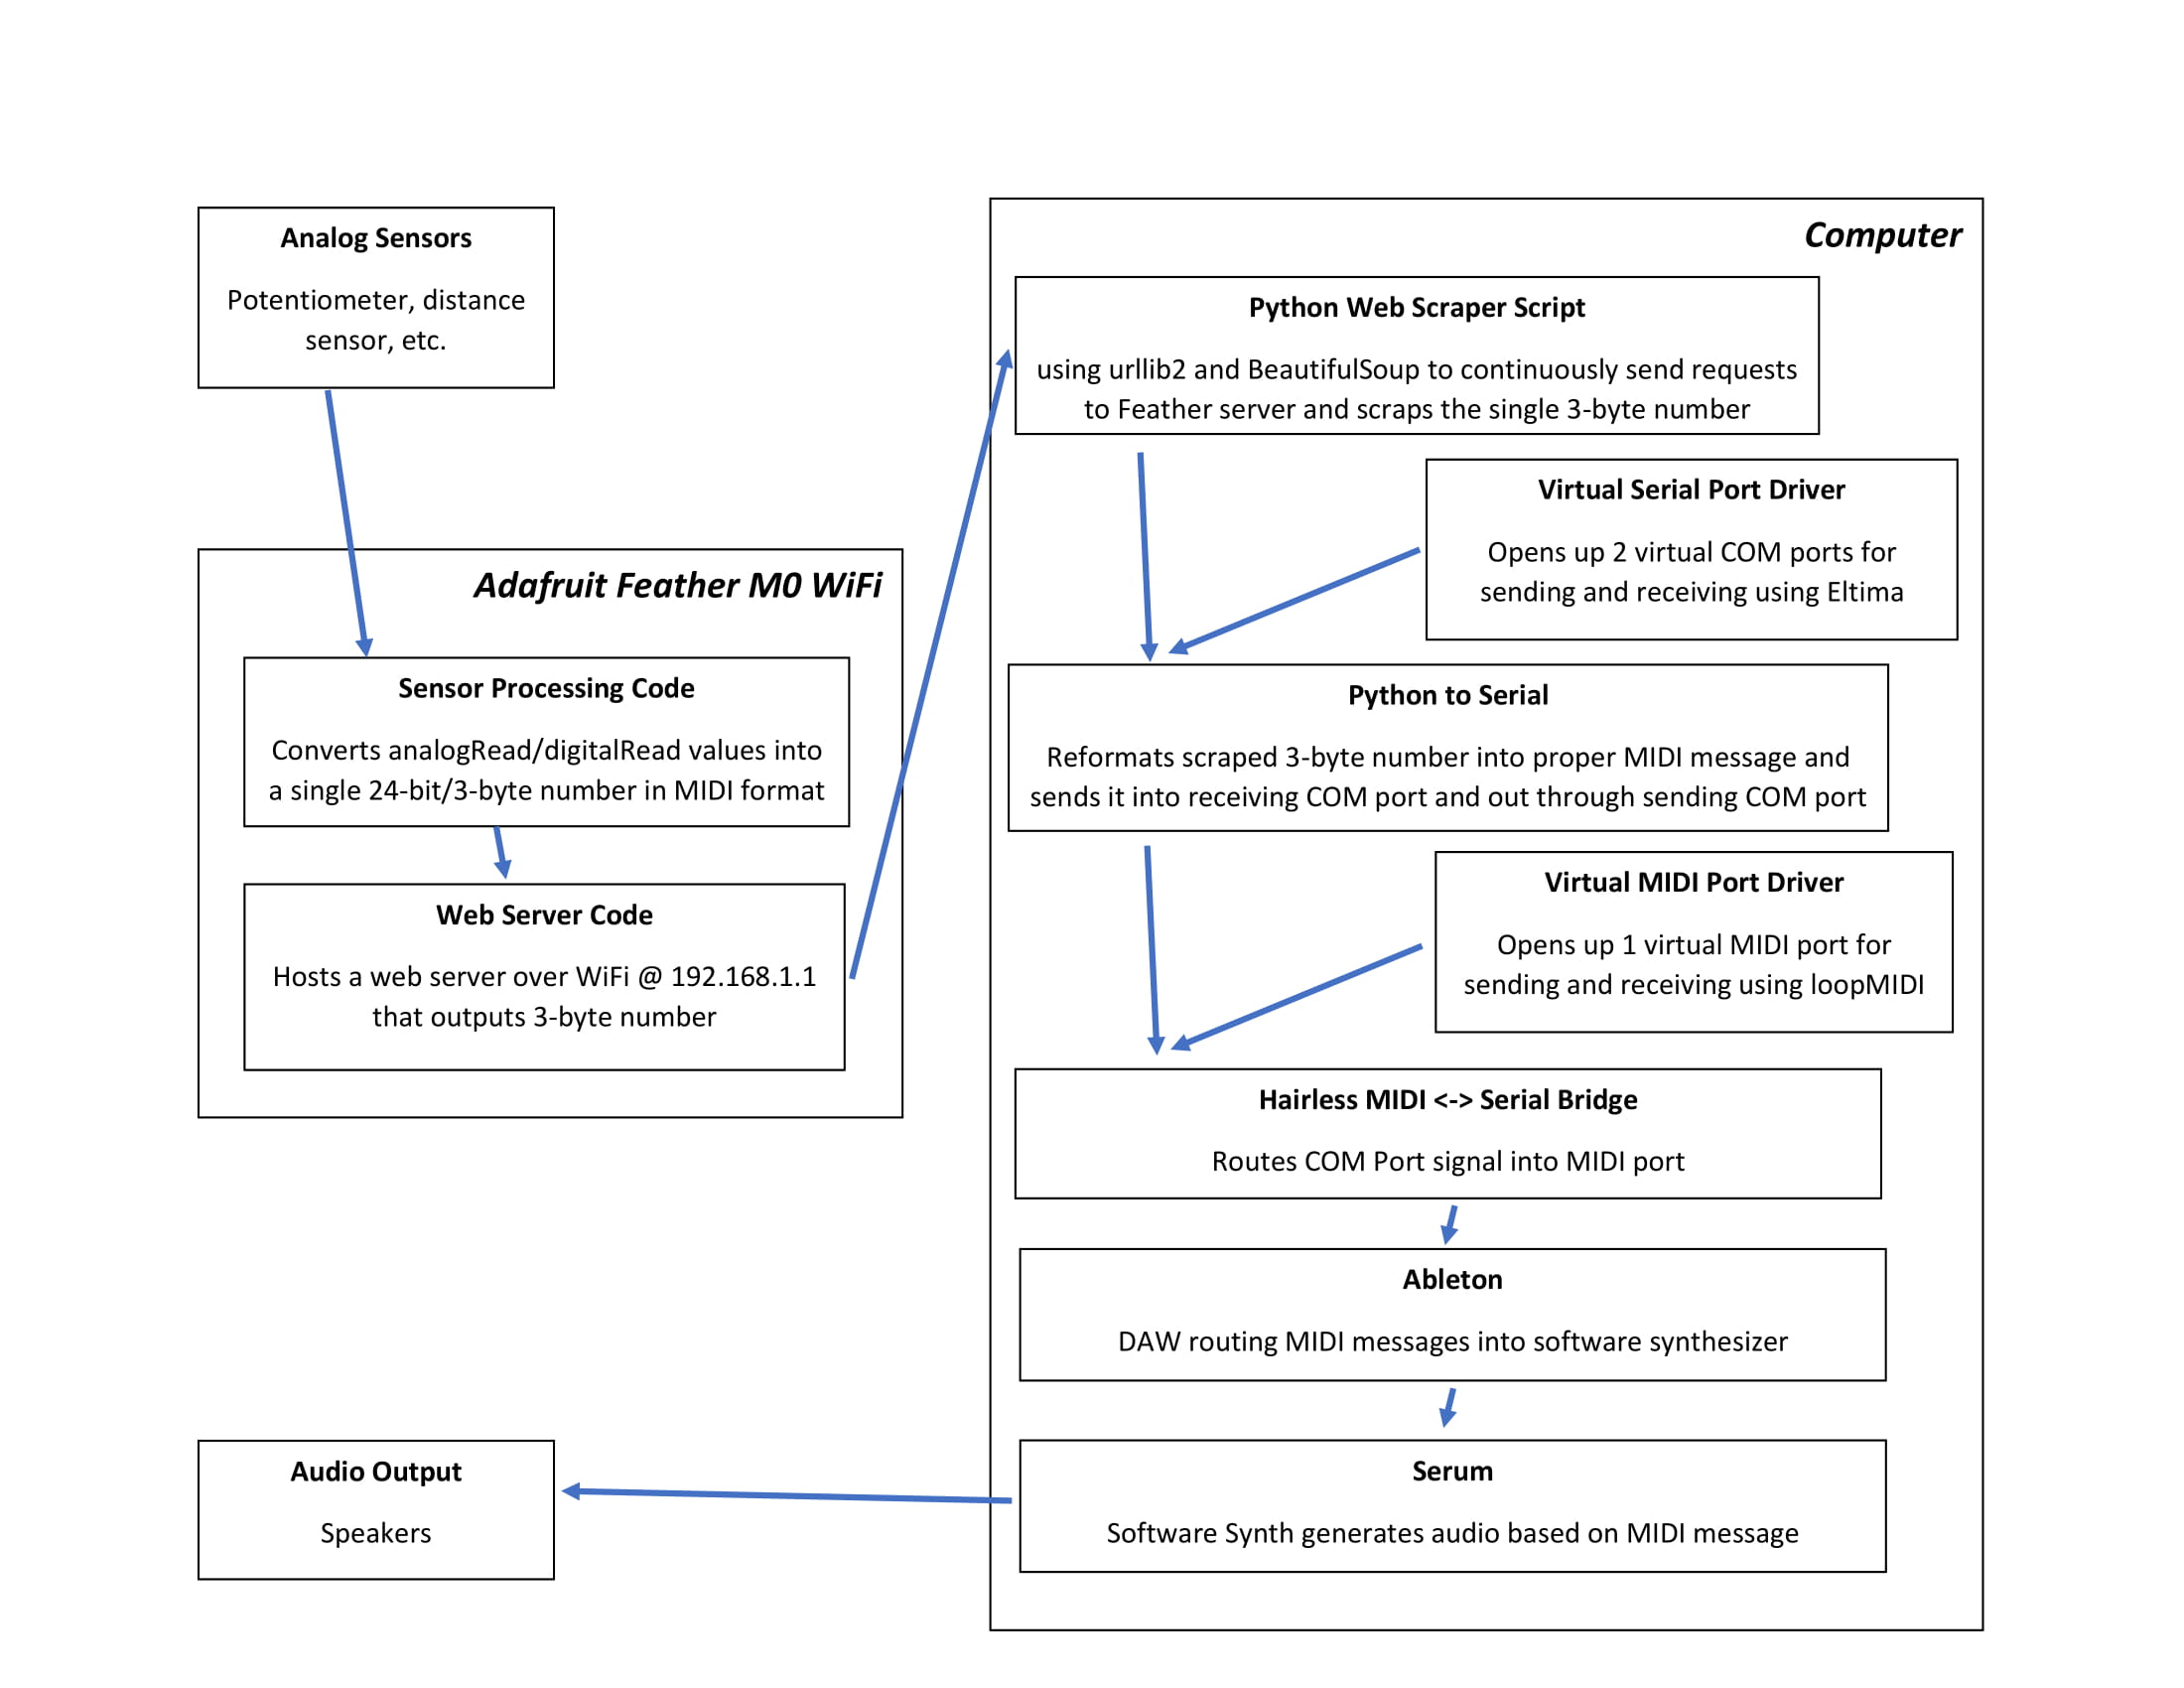 Analog Sensors
Potentiometer, distance
sensor, etc.
Adafruit Feather M0 WiFi
Sensor Processing Code
Converts analogRead/digitalRead values into
a single 24-bit/3-byte number in MIDI format
Web Server Code
Hosts a web server over WiFi @ 192.168.1.1
that outputs 3-byte number
Computer
Python Web Scraper Script
using urllib2 and BeautifulSoup to continuously send requests
to Feather server and scraps the single 3-byte number
Virtual Serial Port Driver
Opens up 2 virtual COM ports for
sending and receiving using Eltima
Python to Serial
Reformats scraped 3-byte number into proper MIDI message and
sends it into receiving COM port and out through sending COM port
Virtual MIDI Port Driver
Opens up 1 virtual MIDI port for
sending and receiving using loopMIDI
Hairless MIDI <-> Serial Bridge
Routes COM Port signal into MIDI port
Ableton
DAW routing MIDI messages into software synthesizer
Serum
Software Synth generates audio based on MIDI message
Audio Output
Speakers